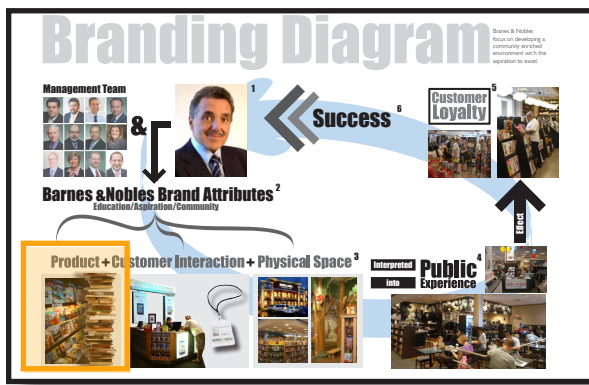 Branding Diagram
Branes & Nobles
focus on developing a
community enriched
environment with the
aspiration to excel.
Management Team
&
1
Success 6
Customer
Loyalty
5
Barnes &Nobles Brand Attributes 2
Education/Aspiration/Community
Effect
Product + Customer Interaction + Physical Space 3
Interpreted
into
Public
Experience
4